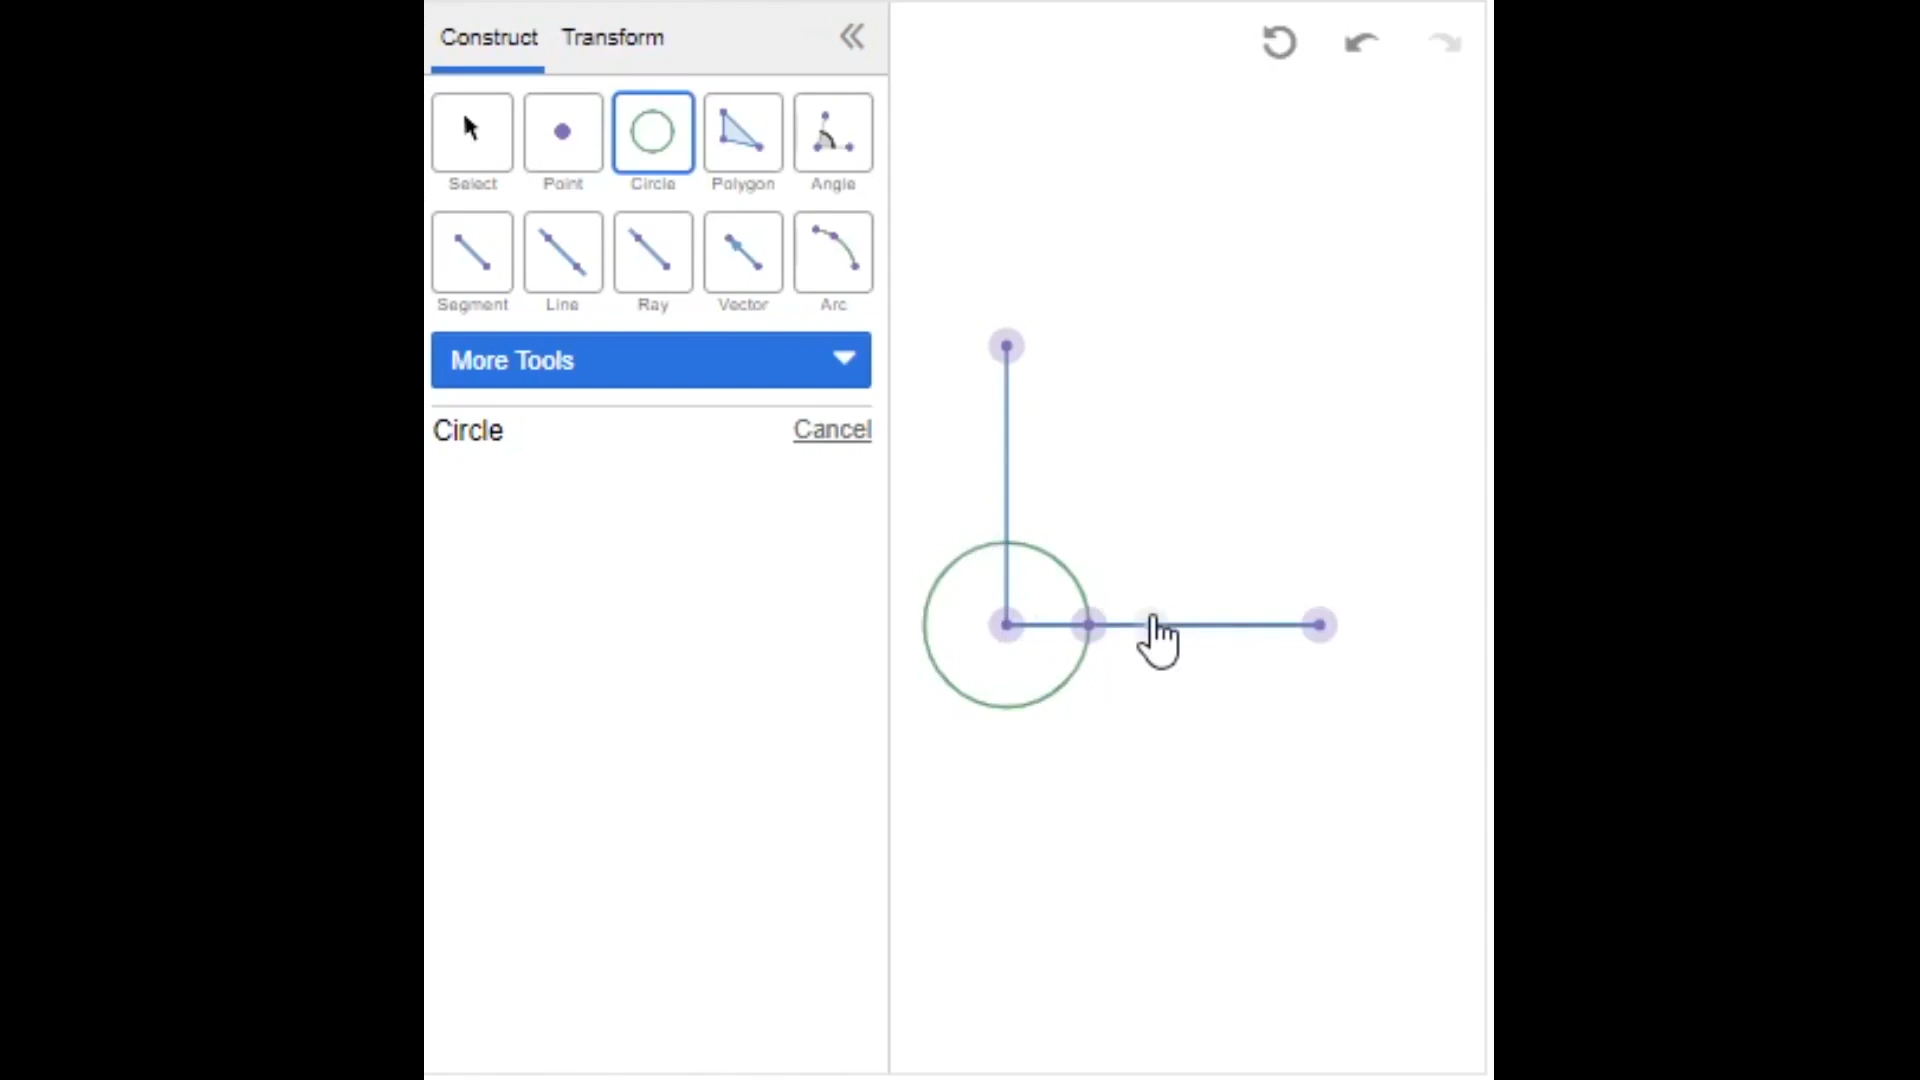 Construct Transform
Select Point Circle Polygon Angle
Segment Line Ray Vector Arc
More Tools
Circle Cancel